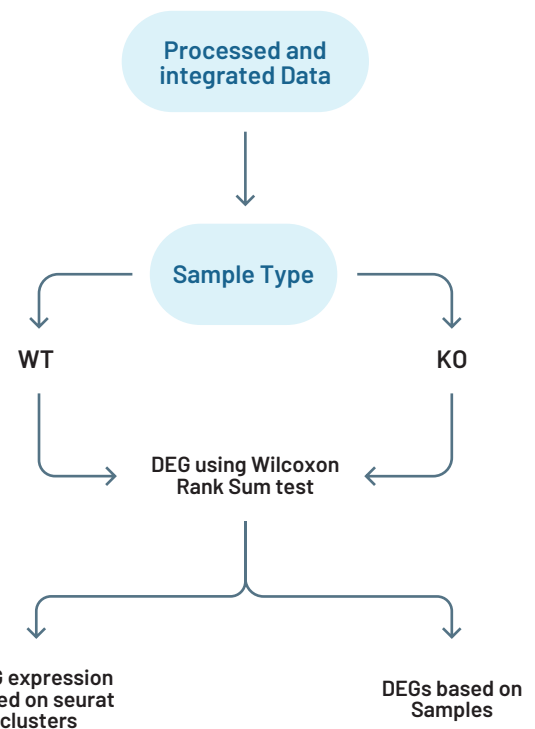 Processed and
integrated Data
Sample Type
WT
KO
DEG using Wilcoxon
Rank Sum test
expression
on seurat
clusters
DEGs based on
Samples